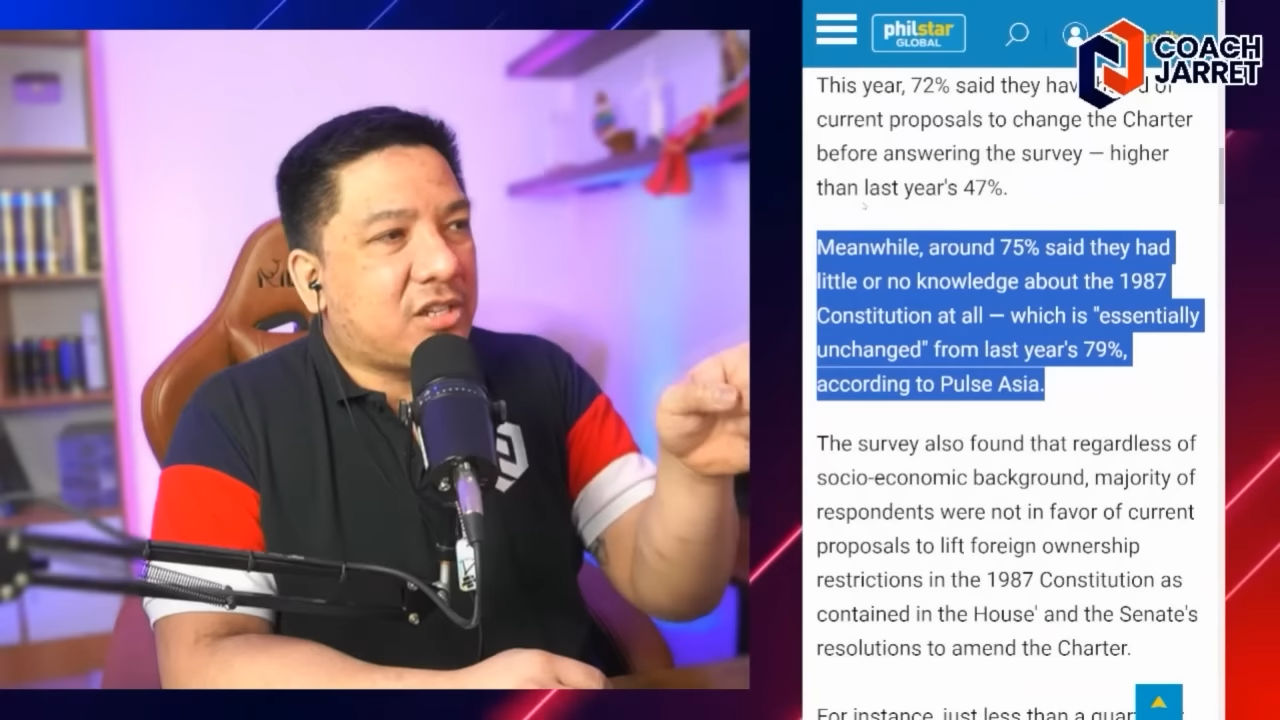 philstar
GLOBAL
COACH
JARRET
This year, 72% said they
current proposals to change the Charter
before answering the survey — higher
than last year's 47%.
Meanwhile, around 75% said they had
little or no knowledge about the 1987
Constitution at all — which is "essentially
unchanged" from last year's 79%,
according to Pulse Asia.
The survey also found that regardless of
socio-economic background, majority of
respondents were not in favor of current
proposals to lift foreign ownership
restrictions in the 1987 Constitution as
contained in the House' and the Senate's
resolutions to amend the Charter.
For instance, just less than a